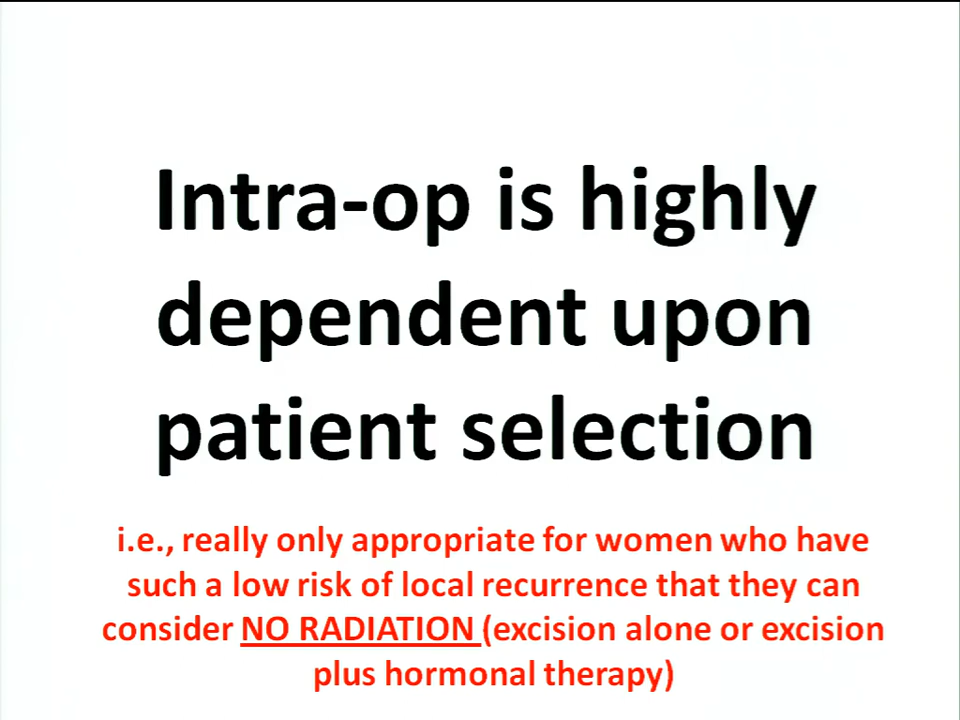 Intra-op is highly
dependent upon
patient selection
i.e., really only appropriate for women who have
such a low risk of local recurrence that they can
consider NO RADIATION (excision alone or excision
plus hormonal therapy)